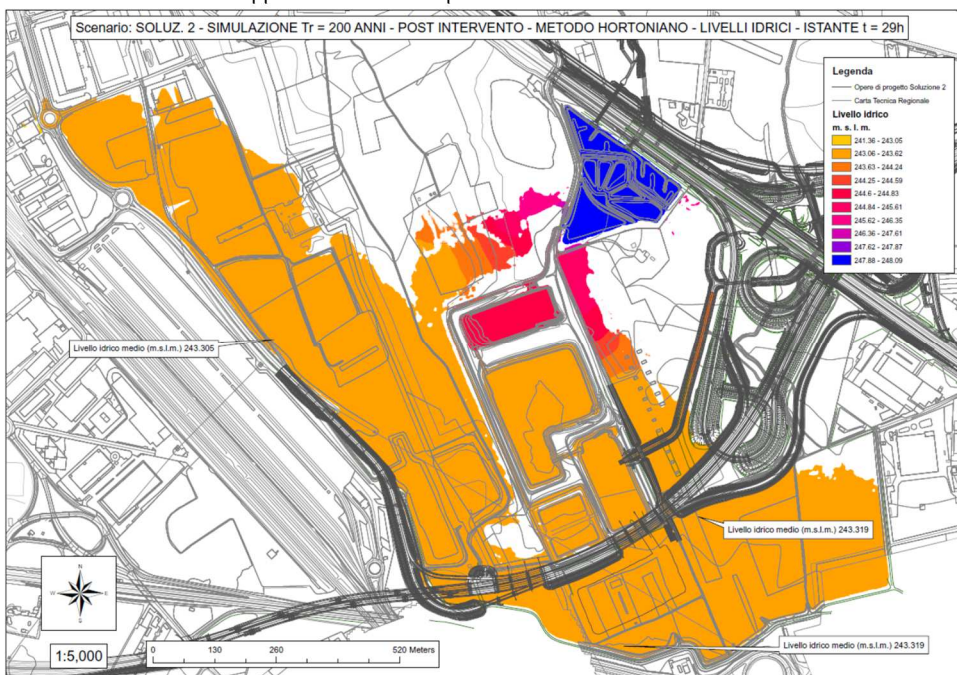 Scenario: SOLUZ. 2 - SIMULAZIONE Tr = 200 ANNI - POST INTERVENTO - METODO HORTONIANO - LIVELLI IDRICI - ISTANTE t = 29h
Legenda
Opere di progetto Soluzione 2
Carta Tecnica Regionale
Livello idrico
m. s. l. m.
241.36 - 243.05
243.06 - 243.62
243.63 - 244.24
244.25 - 244.59
244.6 - 244.83
244.84 - 245.61
245.62 - 246.35
246.36 - 247.61
247.62 - 247.87
247.88 - 248.09
Livello idrico medio (m.s.l.m.) 243.305
Livello idrico medio (m.s.l.m.) 243.319
Livello idrico medio (m.s.l.m.) 243.319
N
W E
S
1:5,000
0 130 260 520 Meters